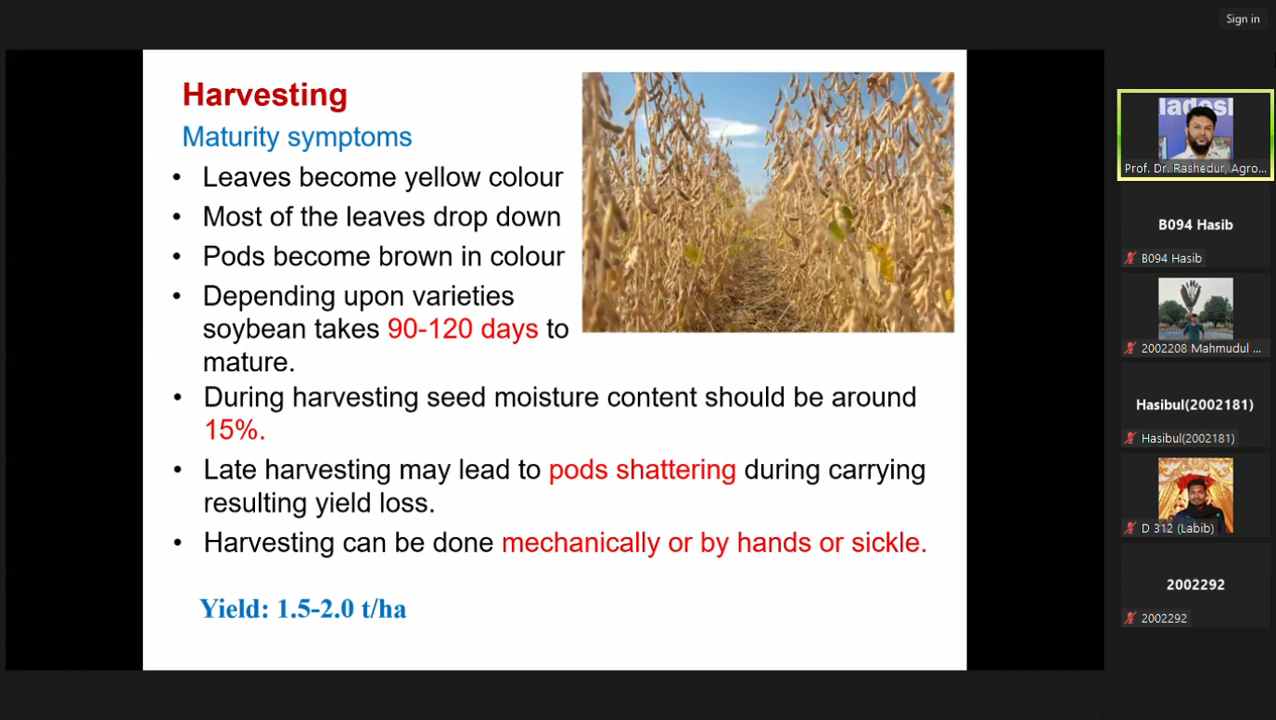 Sign in
Harvesting
Maturity symptoms
• Leaves become yellow colour
• Most of the leaves drop down
• Pods become brown in colour
• Depending upon varieties
soybean takes 90-120 days to
mature.
• During harvesting seed moisture content should be around
15%.
• Late harvesting may lead to pods shattering during carrying
resulting yield loss.
• Harvesting can be done mechanically or by hands or sickle.
Yield: 1.5-2.0 t/ha
Prof. Dr. Rashedur, Agro...
B094 Hasib
B094 Hasib
2002208 Mahmudul ...
Hasibul(2002181)
Hasibul(2002181)
D 312 (Labib)
2002292
2002292